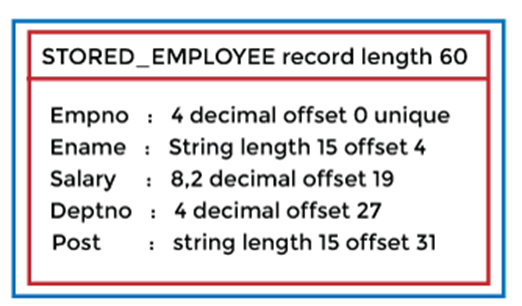 STORED_EMPLOYEE record length 60
Empno : 4 decimal offset 0 unique
Ename : String length 15 offset 4
Salary : 8,2 decimal offset 19
Deptno : 4 decimal offset 27
Post : string length 15 offset 31